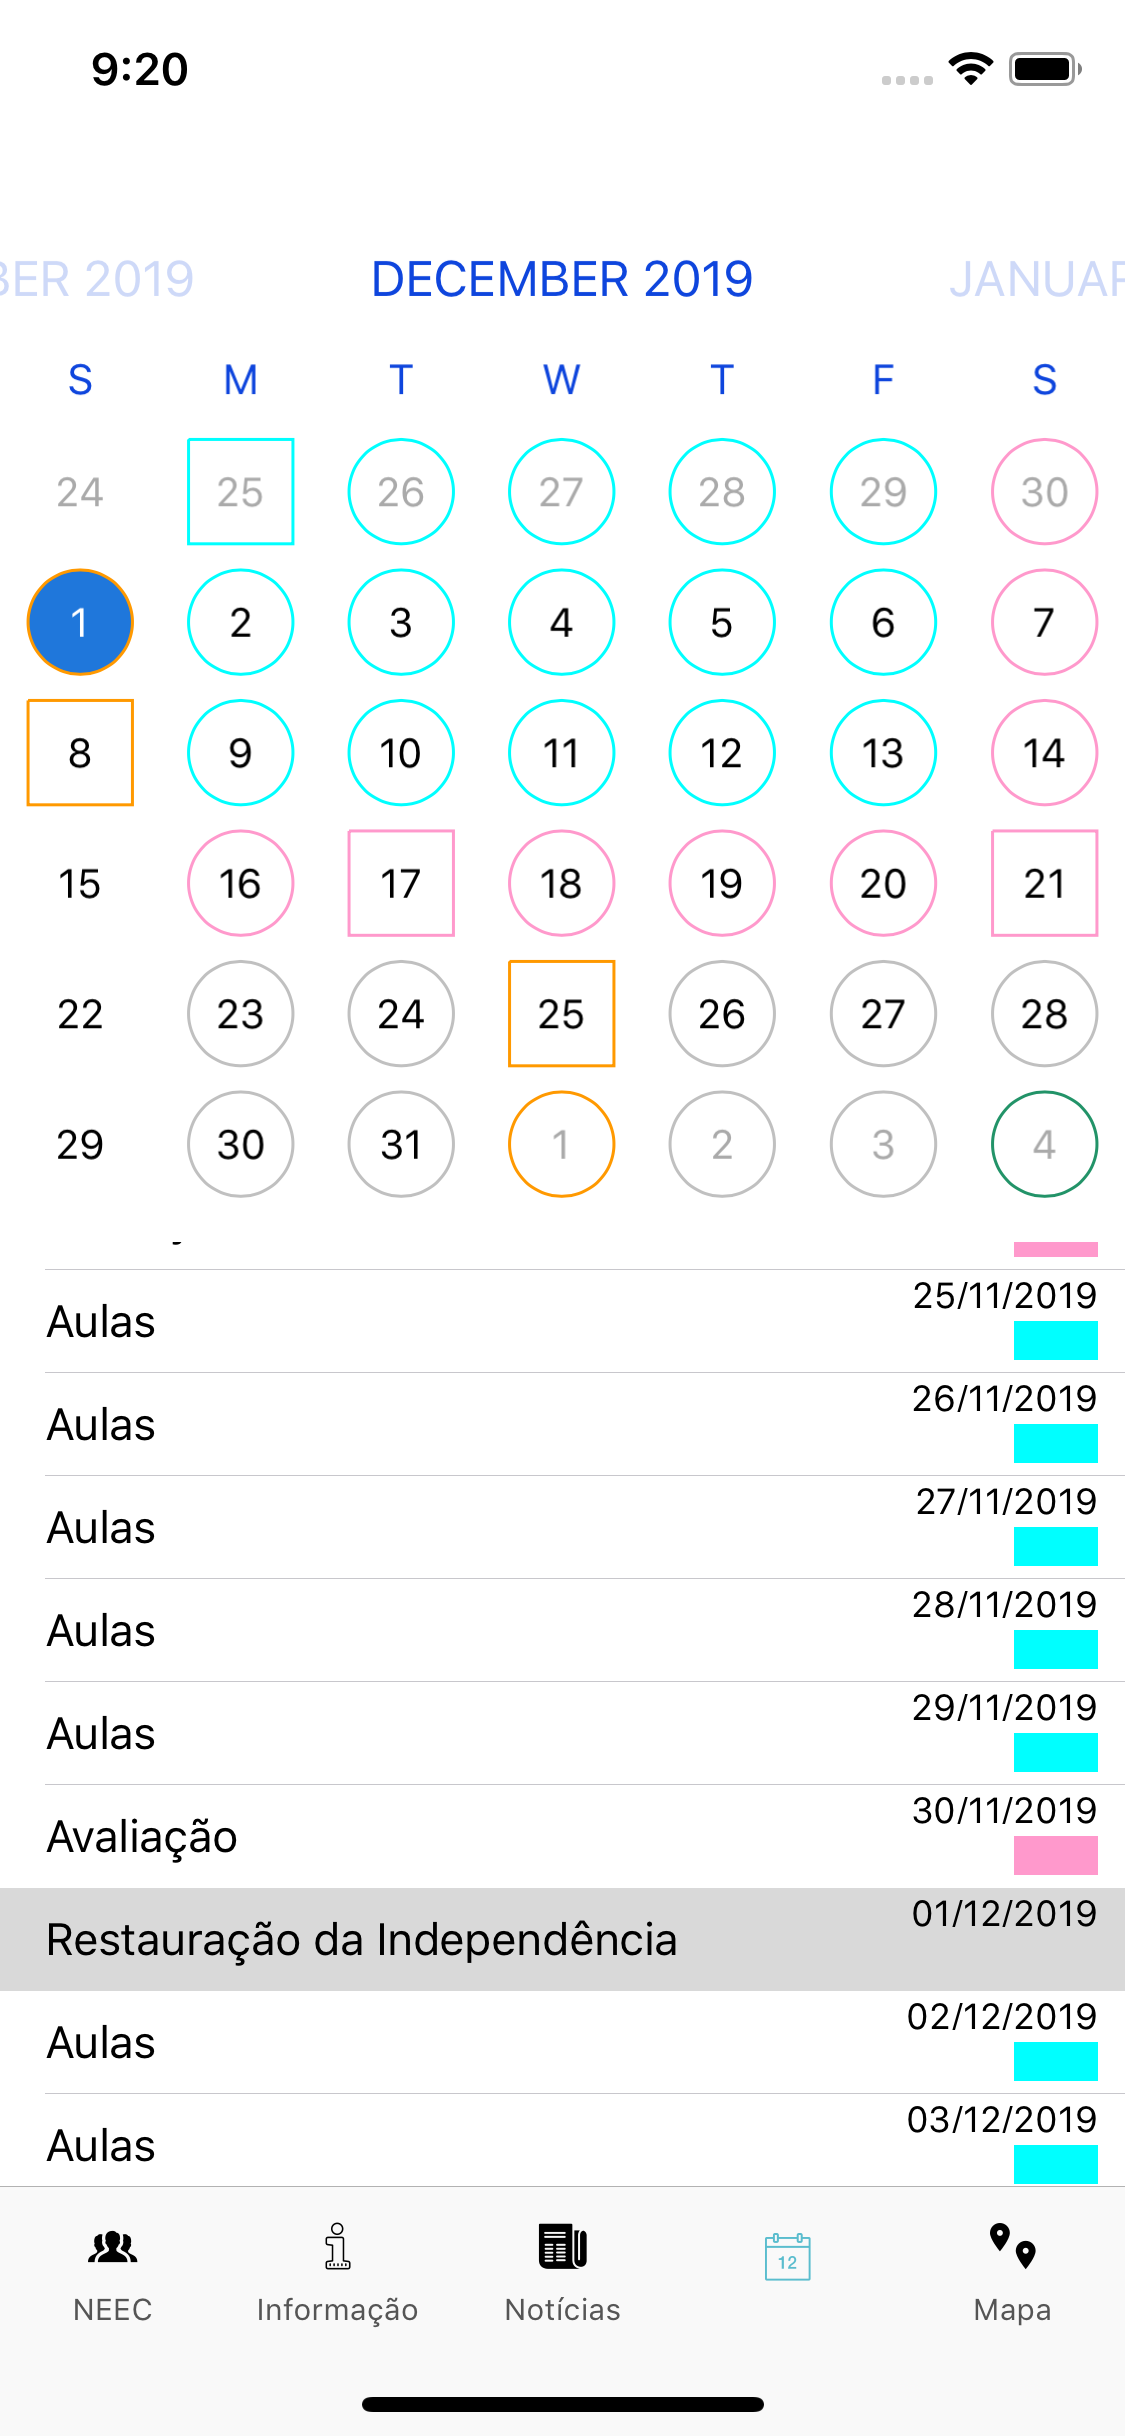 9:20
BER 2019 DECEMBER 2019 JANUAR
S M T W T F S
24 25 26 27 28 29 30
1 2 3 4 5 6 7
8 9 10 11 12 13 14
15 16 17 18 19 20 21
22 23 24 25 26 27 28
29 30 31 1 2 3 4
Aulas 25/11/2019
Aulas 26/11/2019
Aulas 27/11/2019
Aulas 28/11/2019
Aulas 29/11/2019
Avaliação 30/11/2019
Restauração da Independência 01/12/2019
Aulas 02/12/2019
Aulas 03/12/2019
12
NEEC Informação Notícias Mapa